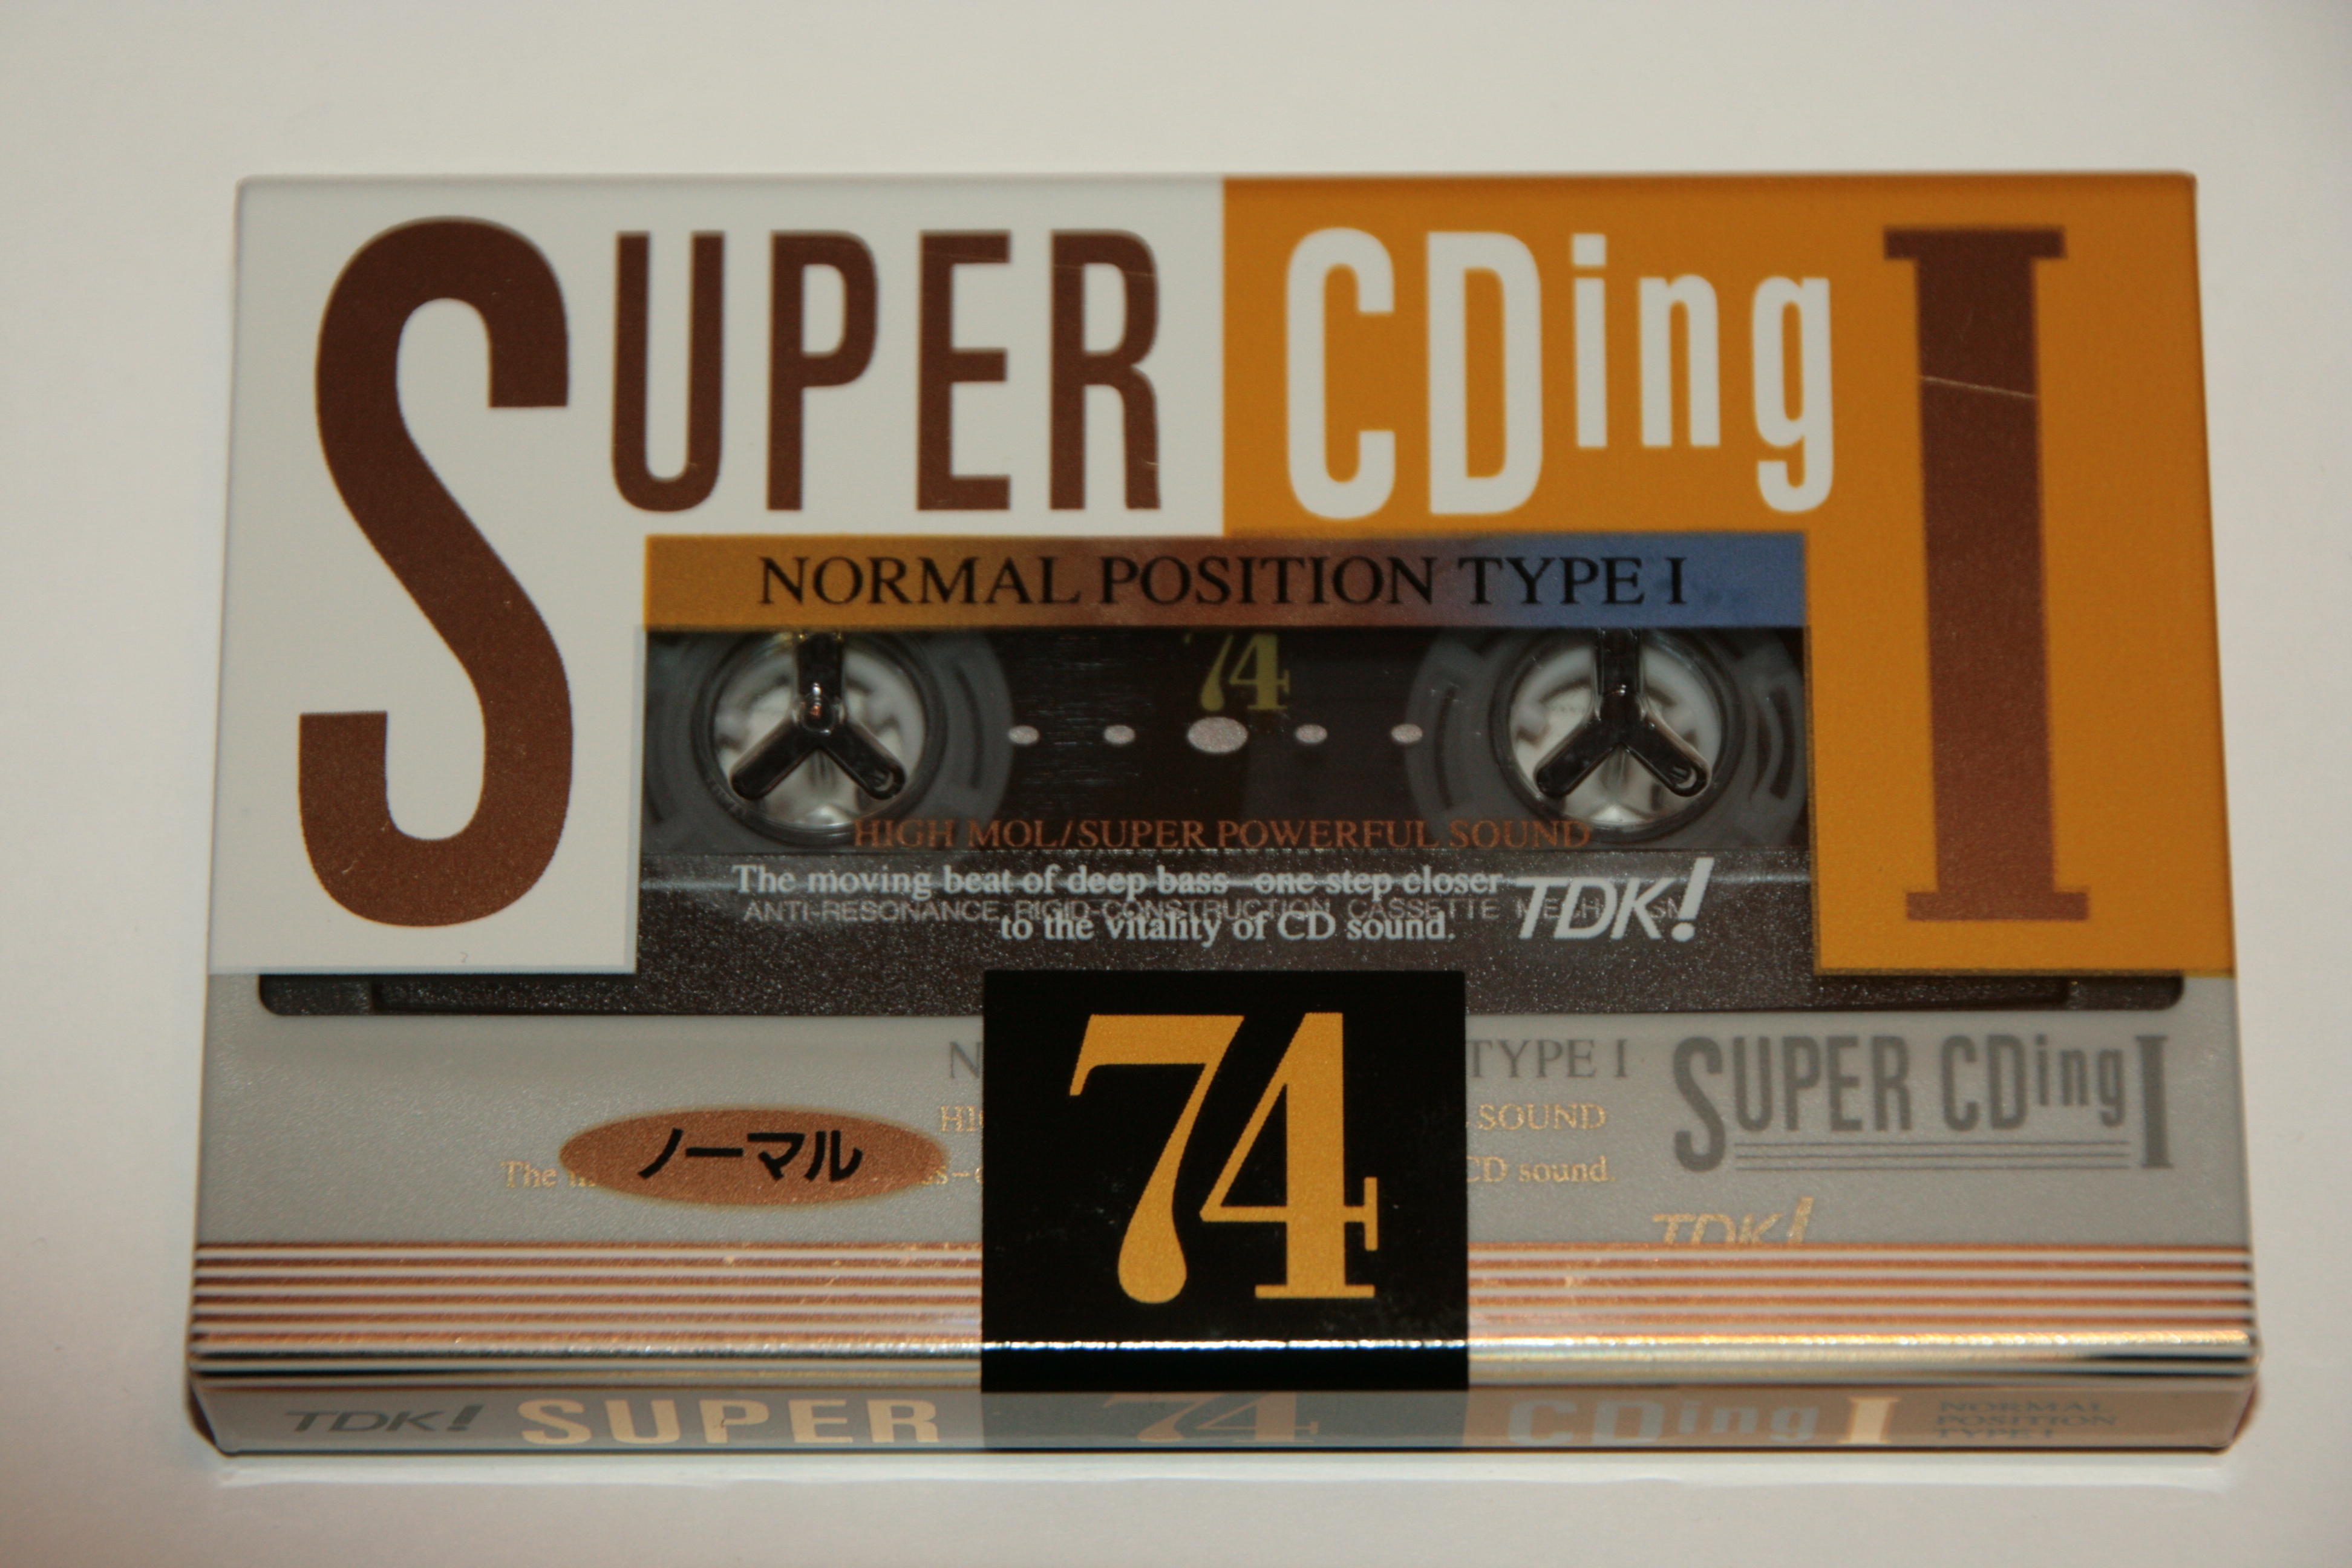 SUPER CDing I
NORMAL POSITION TYPE I
74
HIGH MOL/SUPER POWERFUL SOUND
The moving beat of deep bass–one step closer
ANTI-RESONANCE RIGID-CONSTRUCTION CASSETTE
to the vitality of CD sound.
TDK!
74
TYPE I
SUPER CDing I
SOUND
ノーマル
The
CD sound.
TDK!
TDK! SUPER 74 CDing I
NORMAL
POSITION
TYPE I